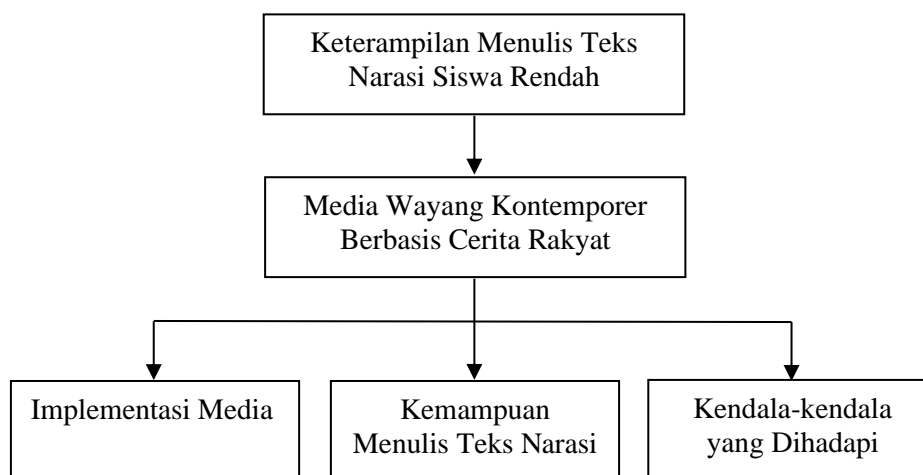 Keterampilan Menulis Teks
Narasi Siswa Rendah
Media Wayang Kontemporer
Berbasis Cerita Rakyat
Implementasi Media
Kemampuan
Menulis Teks Narasi
Kendala-kendala
yang Dihadapi